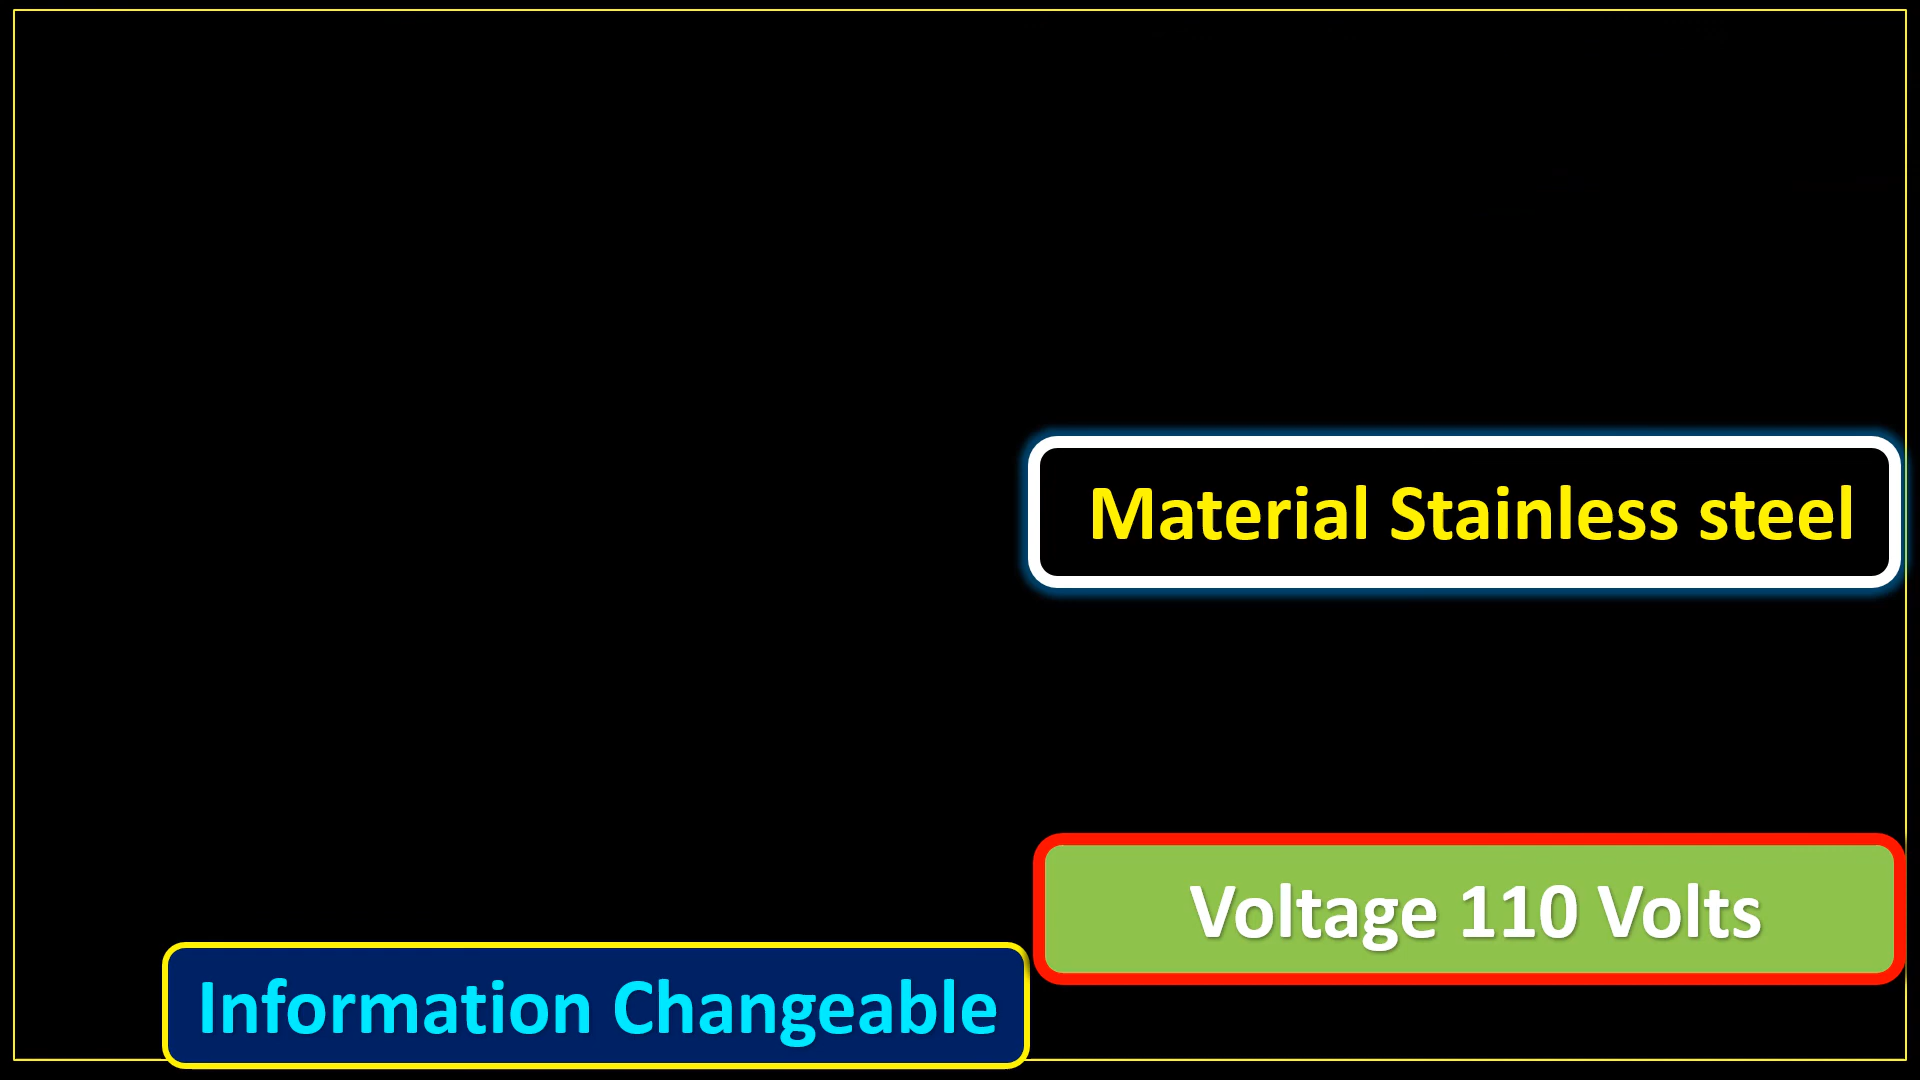 Material Stainless steel
Voltage 110 Volts
Information Changeable